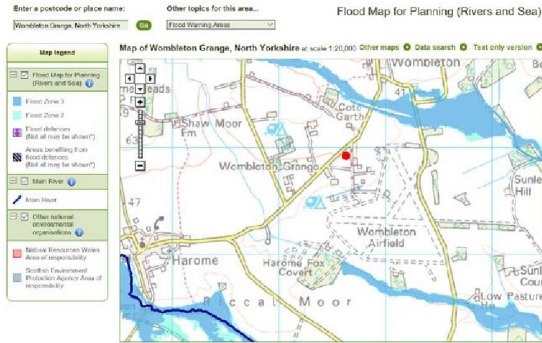 Enter a postcode or place name:
Other topics for this area...
Flood Map for Planning (Rivers and Sea)
Wombleton Grange, North Yorkshire
Go
Flood Warning Areas
Map legend
Map of Wombleton Grange, North Yorkshire at scale 1:20,000
Other maps
Data search
Text only version
Flood Map for Planning
(Rivers and Sea)
Flood Zone 3
Flood Zone 2
Flood defences
(Not all may be shown*)
Areas benefiting from
flood defences
(Not all may be shown*)
Main River
Main River
Other national
environmental
organisations
Natural Resources Wales
Area of responsibility
Scottish Environment
Protection Agency Area of
responsibility
Wombleton
41
Cote
Garth
Shaw Moor
Fm
63
Wombleton Grange
Sunle
Hill
47
Wombleton
Airfield
Harome
Harome Fox
Covert
Riccal Moor
Low Pasture